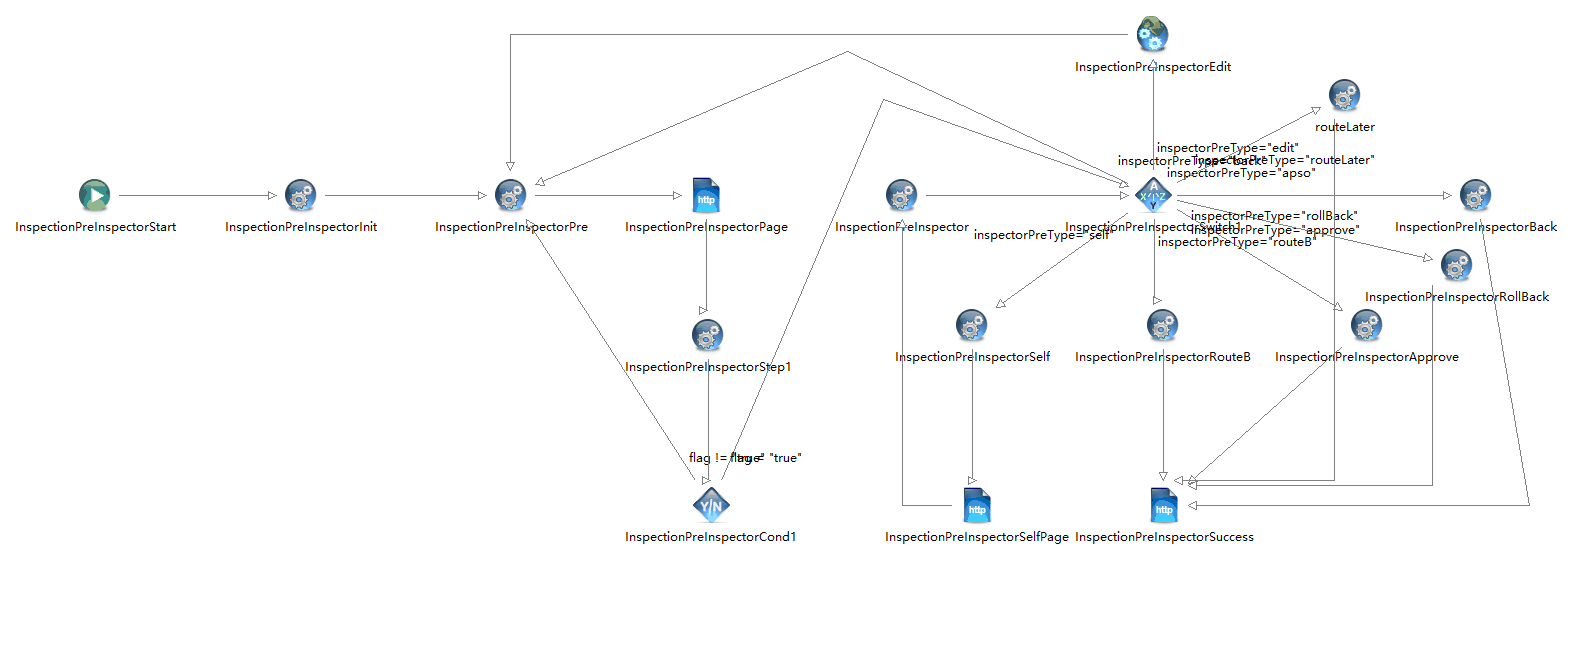 InspectionPreInspectorEdit
routeLater
inspectorPreType="edit"
inspectorPreType="back"
inspectorPreType="routeLater"
inspectorPreType="apso"
A
X Z
Y
http
InspectionPreInspectorStart
InspectionPreInspectorInit
InspectionPreInspectorPre
InspectionPreInspectorPage
InspectionPreInspector
InspectionPreInspectorSwitch1
InspectionPreInspectorBack
inspectorPreType="rollBack"
inspectorPreType="approve"
inspectorPreType="routeB"
inspectorPreType="self"
InspectionPreInspectorRollBack
InspectionPreInspectorStep1
InspectionPreInspectorSelf
InspectionPreInspectorRouteB
InspectionPreInspectorApprove
flag != "true"
flag = "true"
Y/N
http
http
InspectionPreInspectorCond1
InspectionPreInspectorSelfPage
InspectionPreInspectorSuccess